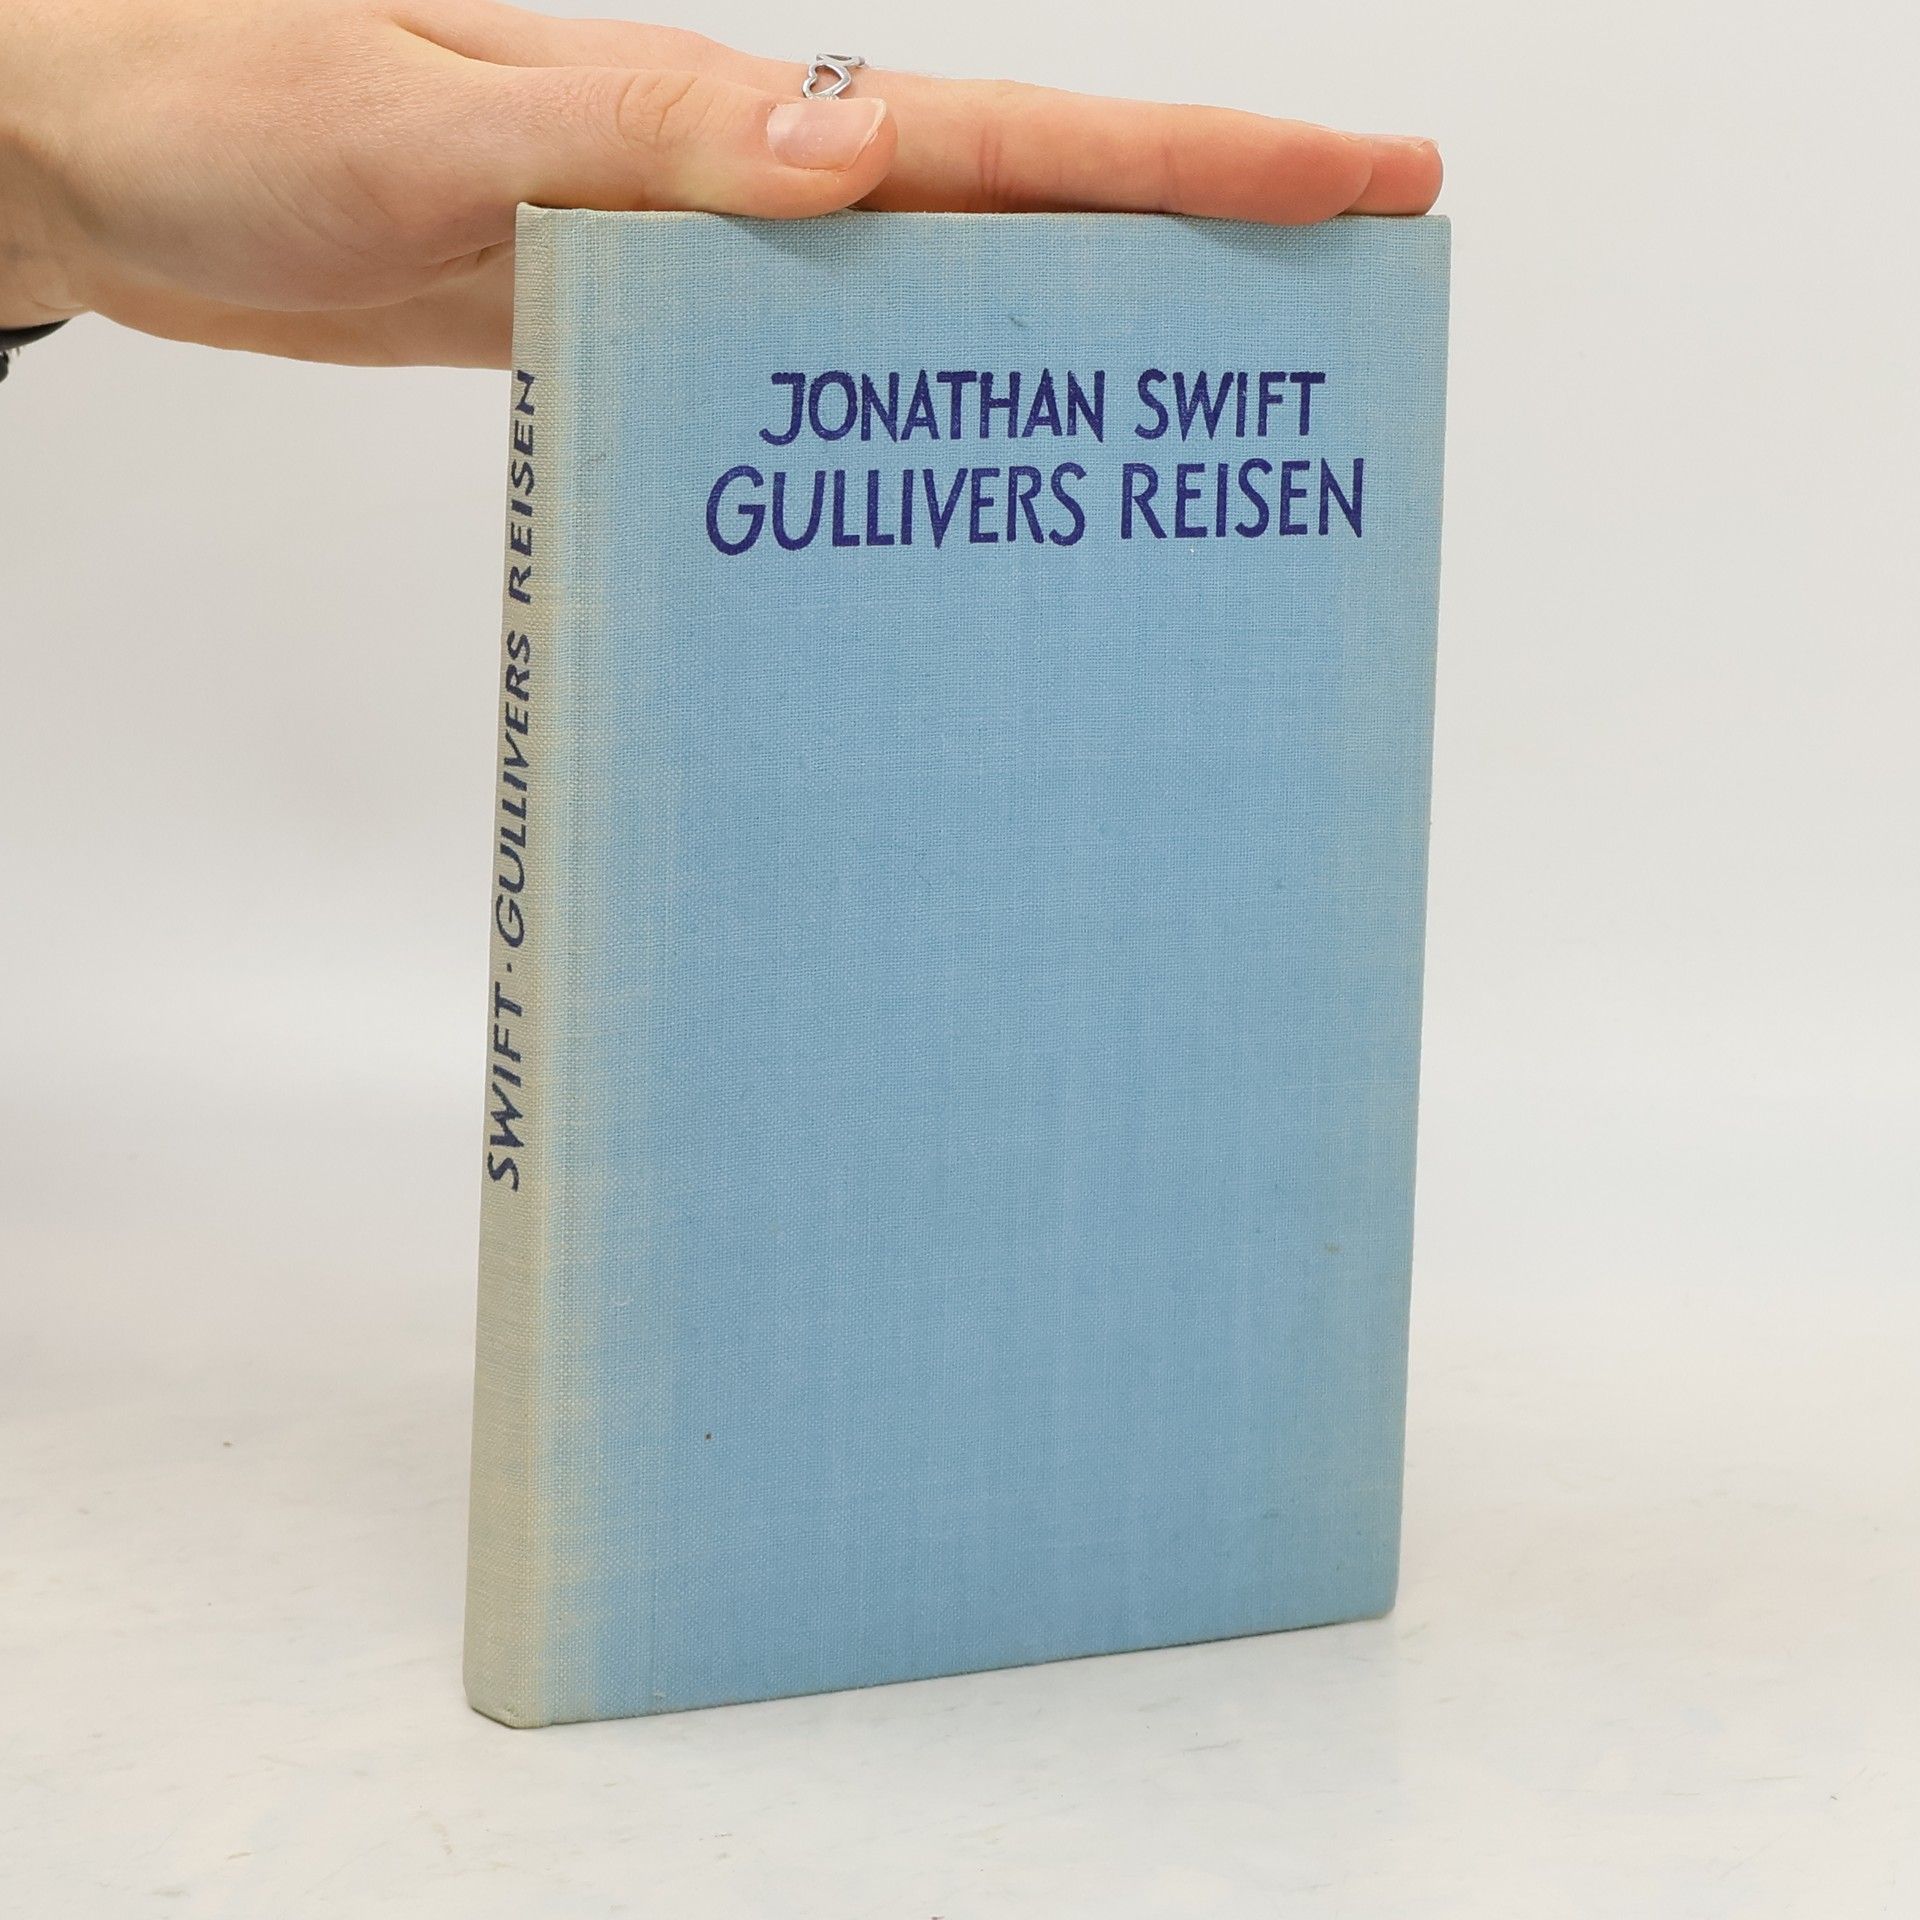 JONATHAN SWIFT
GULLIVERS REISEN
SWIFT · GULLIVERS REISEN